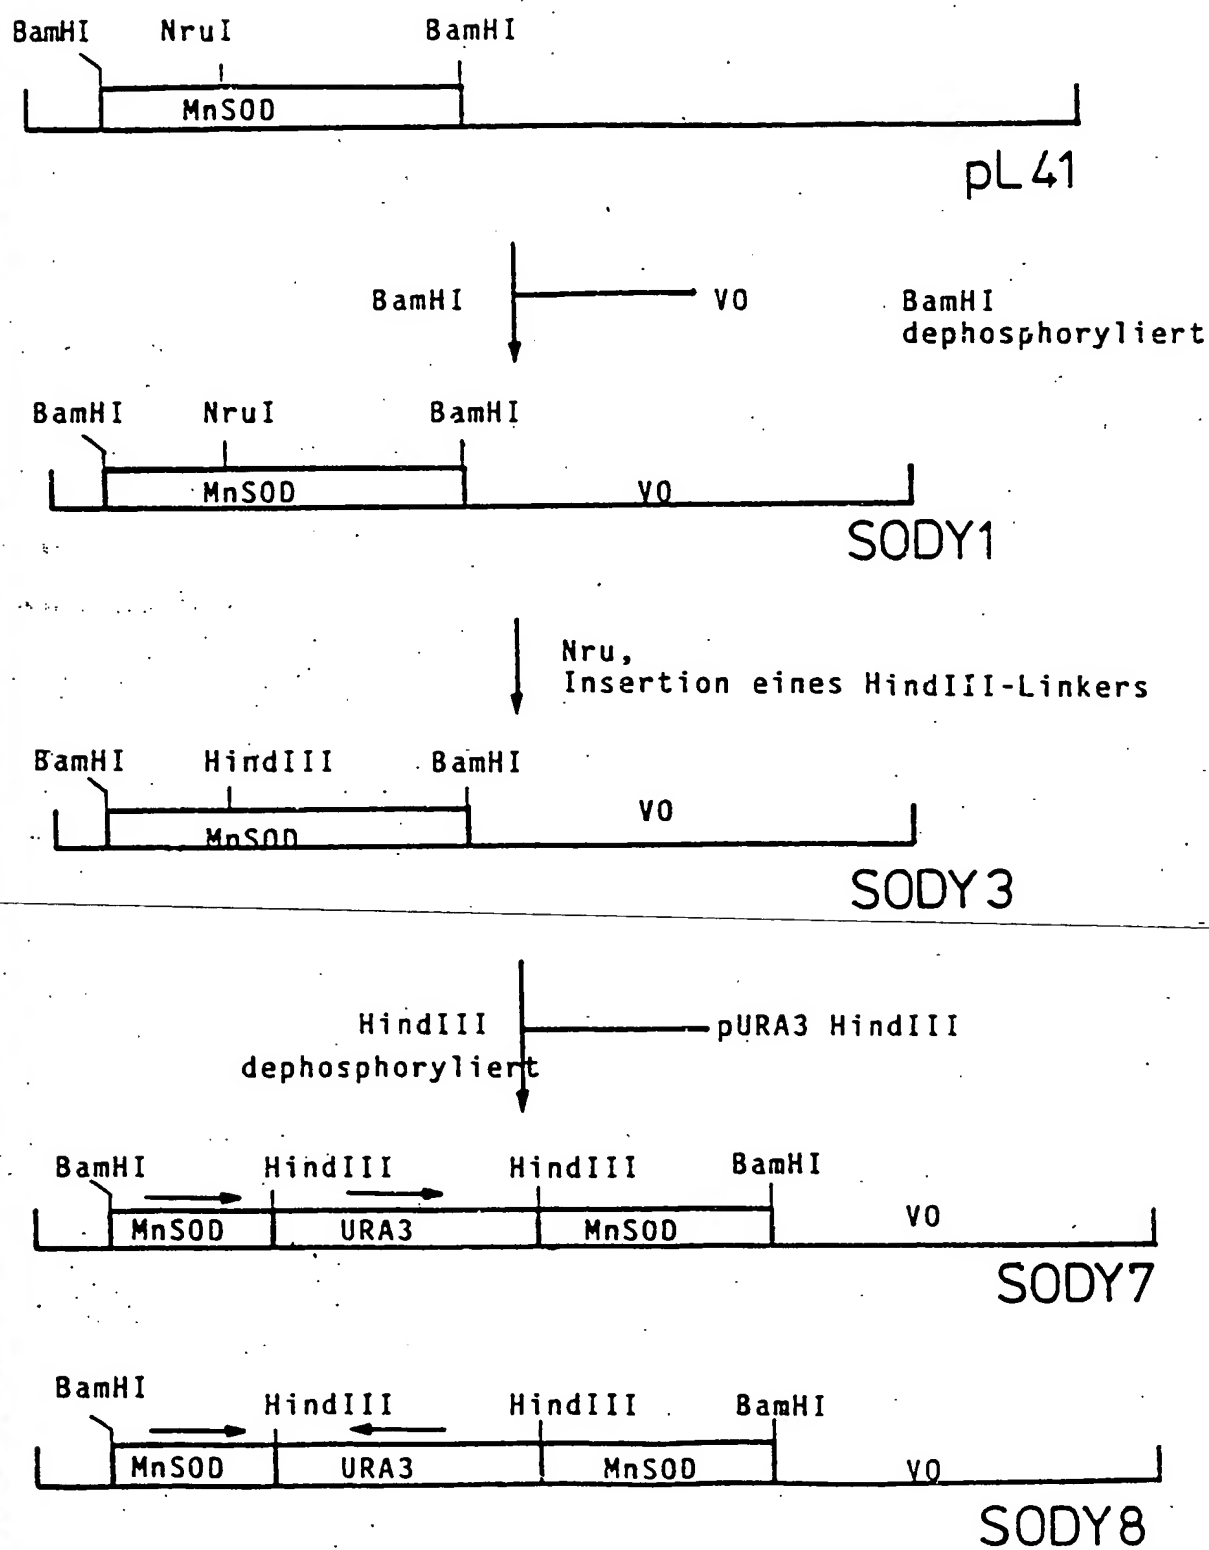 BamHI NruI BamHI
MnSOD
pL41
BamHI VO BamHI
dephosphoryliert
BamHI NruI BamHI
MnSOD VO
SODY1
Nru,
Insertion eines HindIII-Linkers
BamHI HindIII BamHI
VO
MnSOD
SODY3
HindIII pURA3 HindIII
dephosphoryliert
BamHI HindIII HindIII BamHI
MnSOD URA3 MnSOD VO
SODY7
BamHI HindIII HindIII BamHI
MnSOD URA3 MnSOD VO
SODY8